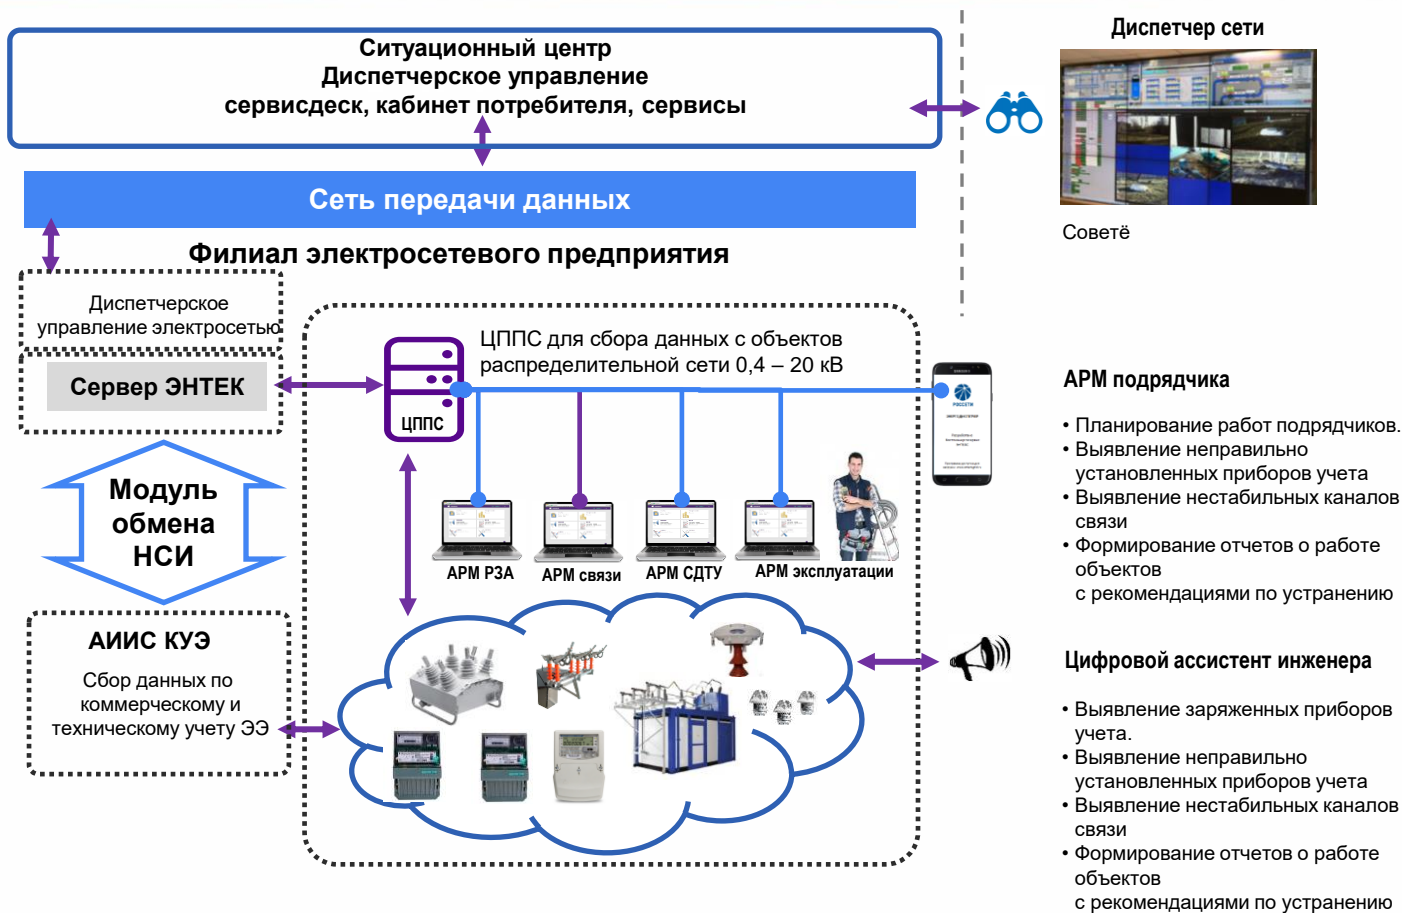 Ситуационный центр
Диспетчерское управление
сервисдеск, кабинет потребителя, сервисы
Диспетчер сети
Советё
Сеть передачи данных
Филиал электросетевого предприятия
Диспетчерское
управление электросетью
Сервер ЭНТЕК
ЦППС для сбора данных с объектов
распределительной сети 0,4 – 20 кВ
ЦППС
РОССЕТИ
Модуль
обмена
НСИ
АРМ РЗА
АРМ связи
АРМ СДТУ
АРМ эксплуатации
АИИС КУЭ
Сбор данных по
коммерческому и
техническому учету ЭЭ
АРМ подрядчика
• Планирование работ подрядчиков.
• Выявление неправильно
установленных приборов учета
• Выявление нестабильных каналов
связи
• Формирование отчетов о работе
объектов
с рекомендациями по устранению
Цифровой ассистент инженера
• Выявление заряженных приборов
учета.
• Выявление неправильно
установленных приборов учета
• Выявление нестабильных каналов
связи
• Формирование отчетов о работе
объектов
с рекомендациями по устранению